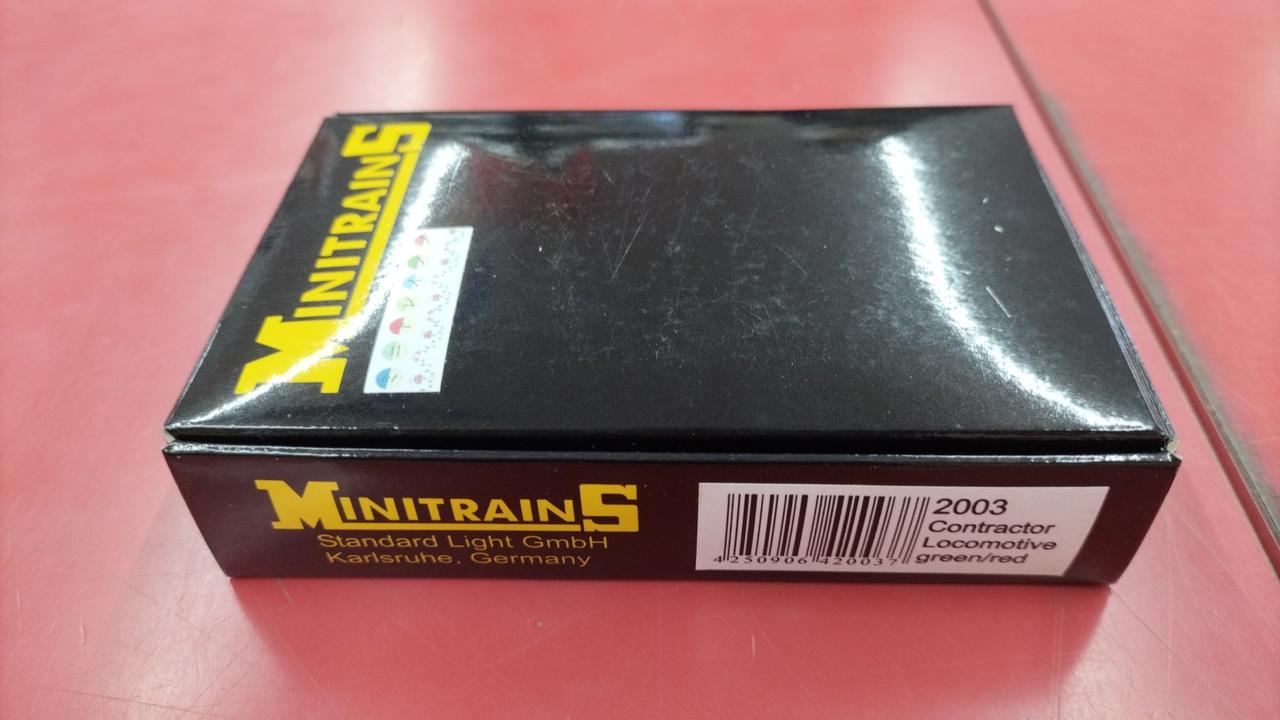 MINITRAINS
MINITRAINS
Standard Light GmbH
Karlsruhe, Germany
4 250906 420037
2003
Contractor
Locomotive
green/red